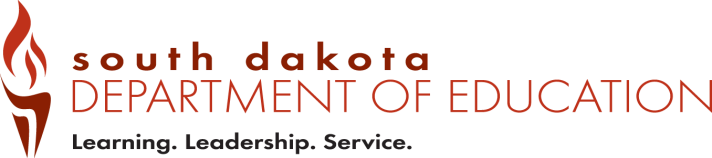 south dakota
DEPARTMENT OF EDUCATION
Learning. Leadership. Service.